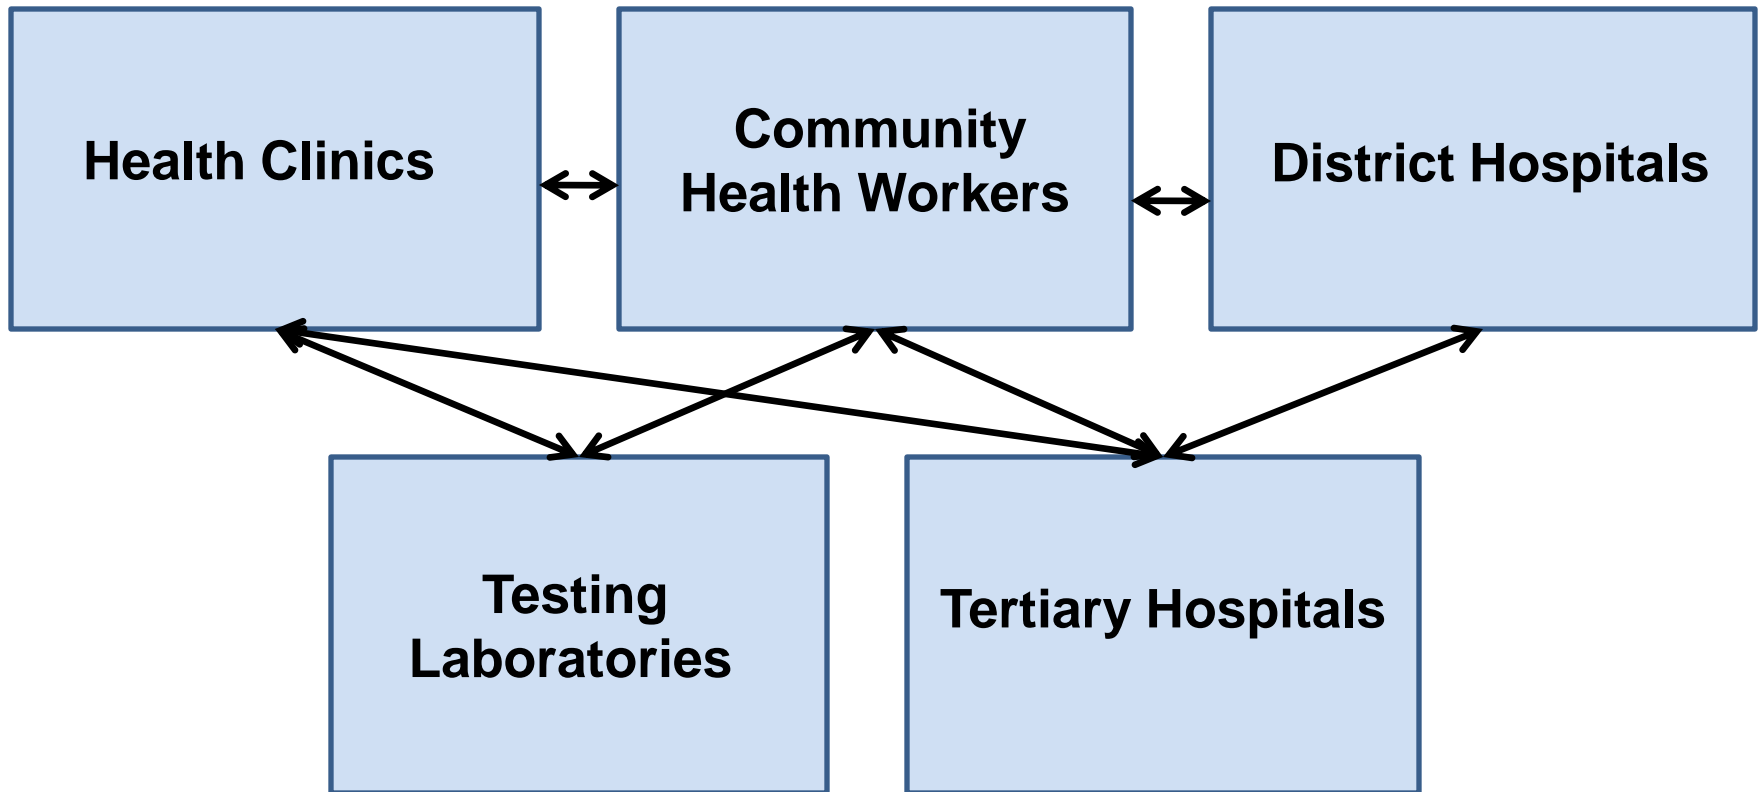 Health Clinics
Community
Health Workers
District Hospitals
Testing
Laboratories
Tertiary Hospitals